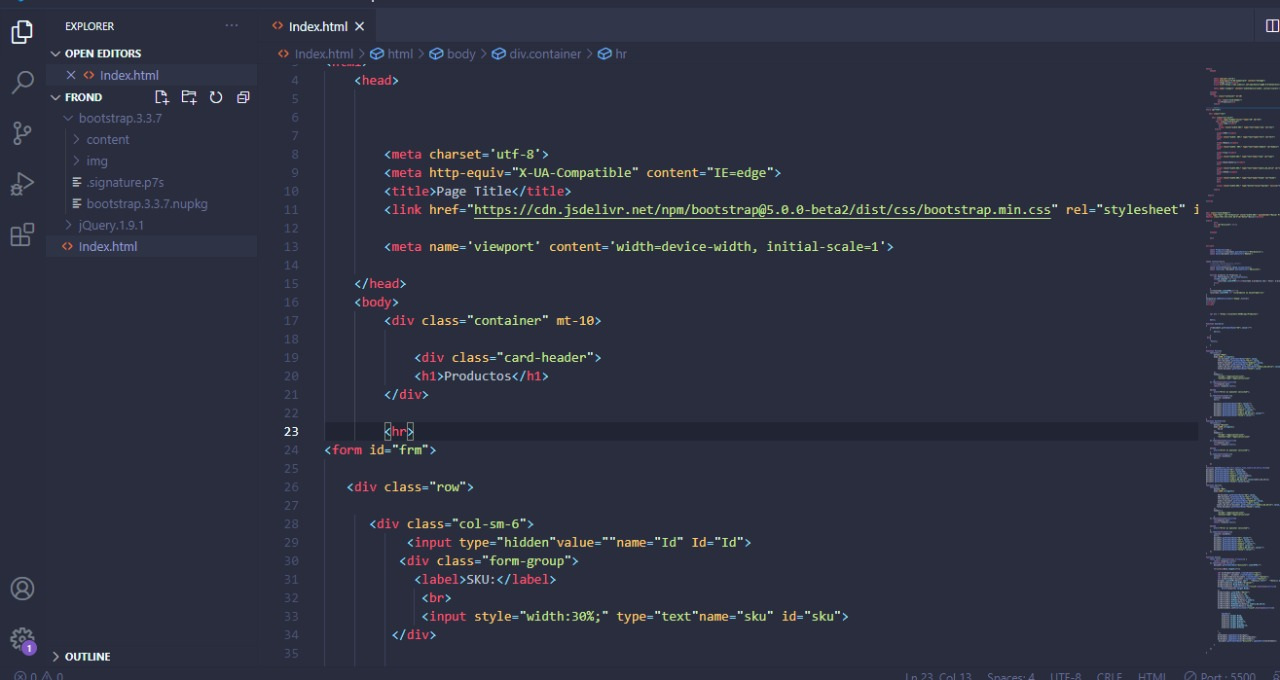 EXPLORER
OPEN EDITORS
Index.html
FROND
bootstrap.3.3.7
content
img
.signature.p7s
bootstrap.3.3.7.nupkg
jQuery.1.9.1
Index.html
OUTLINE
1
Index.html
Index.html > html > body > div.container > hr
4 <head>
5
6
7
8 <meta charset='utf-8'>
9 <meta http-equiv="X-UA-Compatible" content="IE=edge">
10 <title>Page Title</title>
11 <link href="https://cdn.jsdelivr.net/npm/bootstrap@5.0.0-beta2/dist/css/bootstrap.min.css" rel="stylesheet" i
12
13 <meta name='viewport' content='width=device-width, initial-scale=1'>
14
15 </head>
16 <body>
17 <div class="container" mt-10>
18
19 <div class="card-header">
20 <h1>Productos</h1>
21 </div>
22
23 <hr>
24 <form id="frm">
25
26 <div class="row">
27
28 <div class="col-sm-6">
29 <input type="hidden"value=""name="Id" Id="Id">
30 <div class="form-group">
31 <label>SKU:</label>
32 <br>
33 <input style="width:30%;" type="text"name="sku" id="sku">
34 </div>
35
0 0 Ln 23, Col 13 Spaces: 4 UTF-8 CRLF HTML Port : 5500